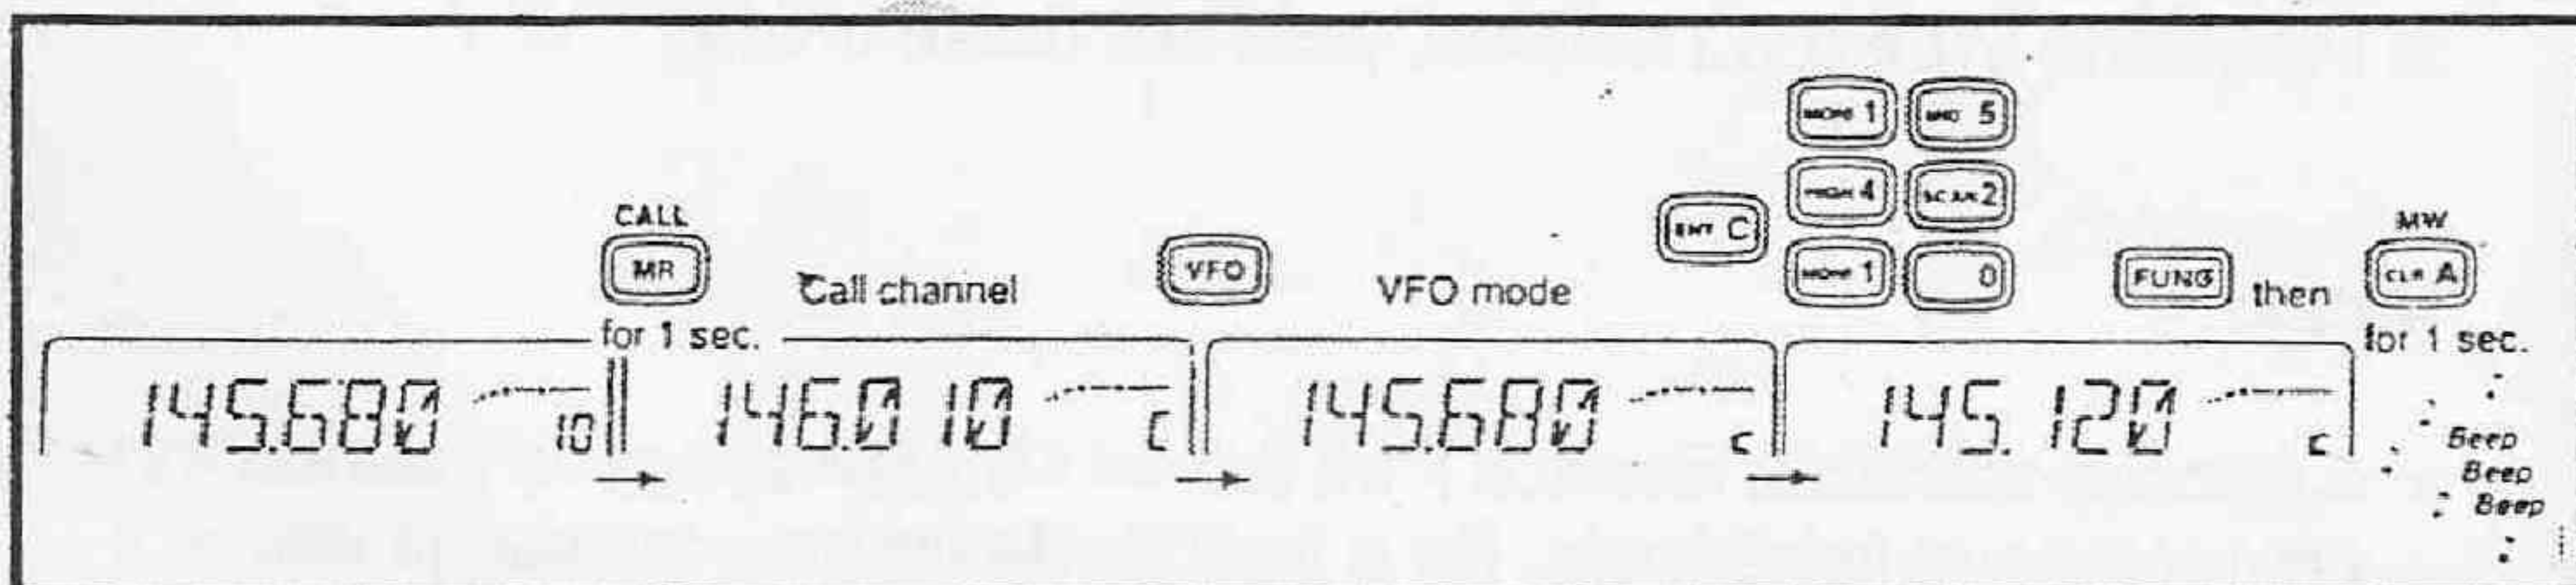 1 5
4 2
CALL
ENT C
MW
MR
Call channel
VFO
VFO mode
1 0
FUNC then
CLR A
for 1 sec.
for 1 sec.
145.680 10
146.010 C
145.680 c
145.120 c
Beep
Beep
Beep